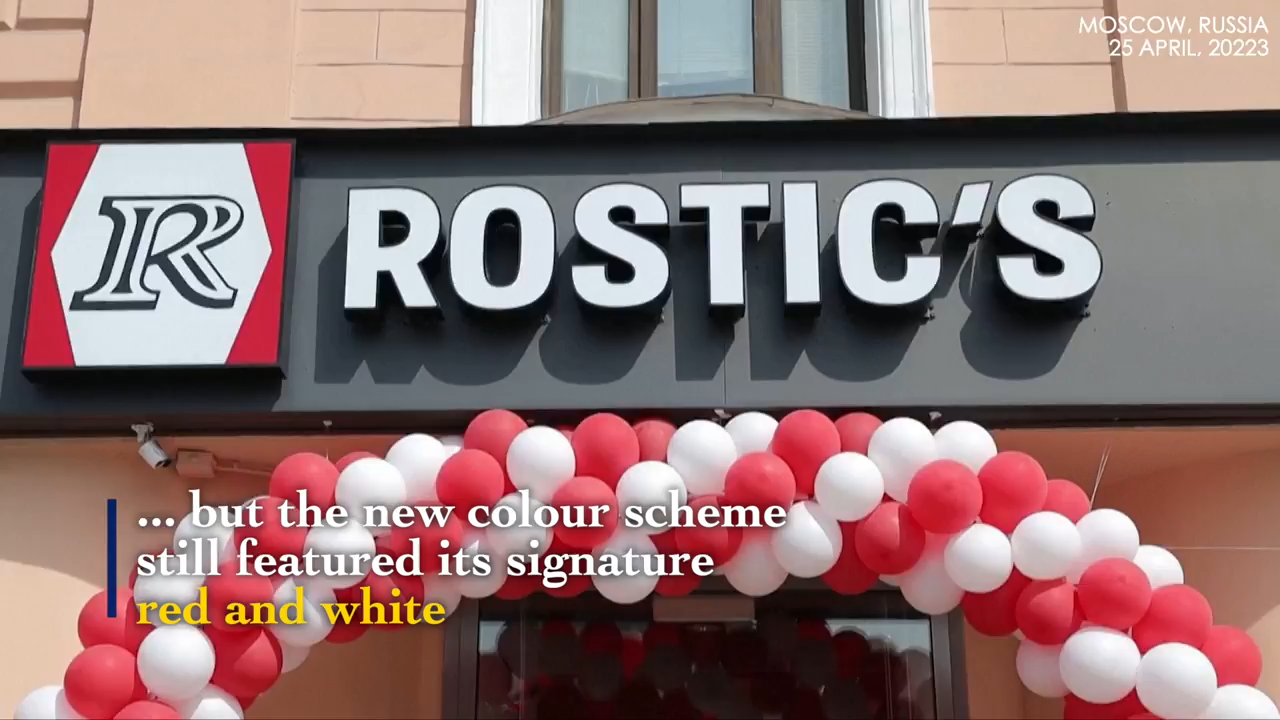 MOSCOW, RUSSIA
25 APRIL, 20223
R
ROSTIC'S
... but the new colour scheme
still featured its signature
red and white